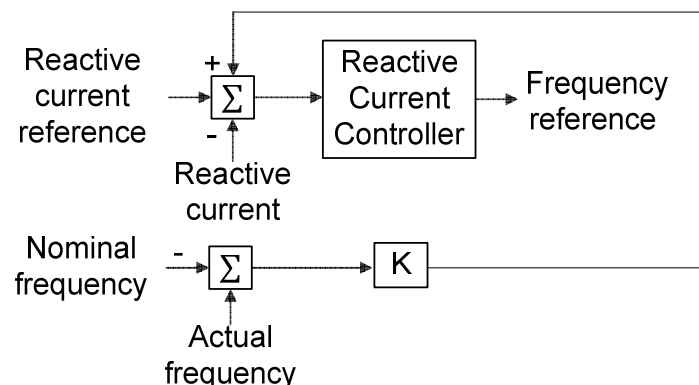 +
Reactive
current
reference
Σ
Reactive
Current
Controller
Frequency
reference
-
Reactive
current
Nominal
frequency
-
Σ
K
Actual
frequency